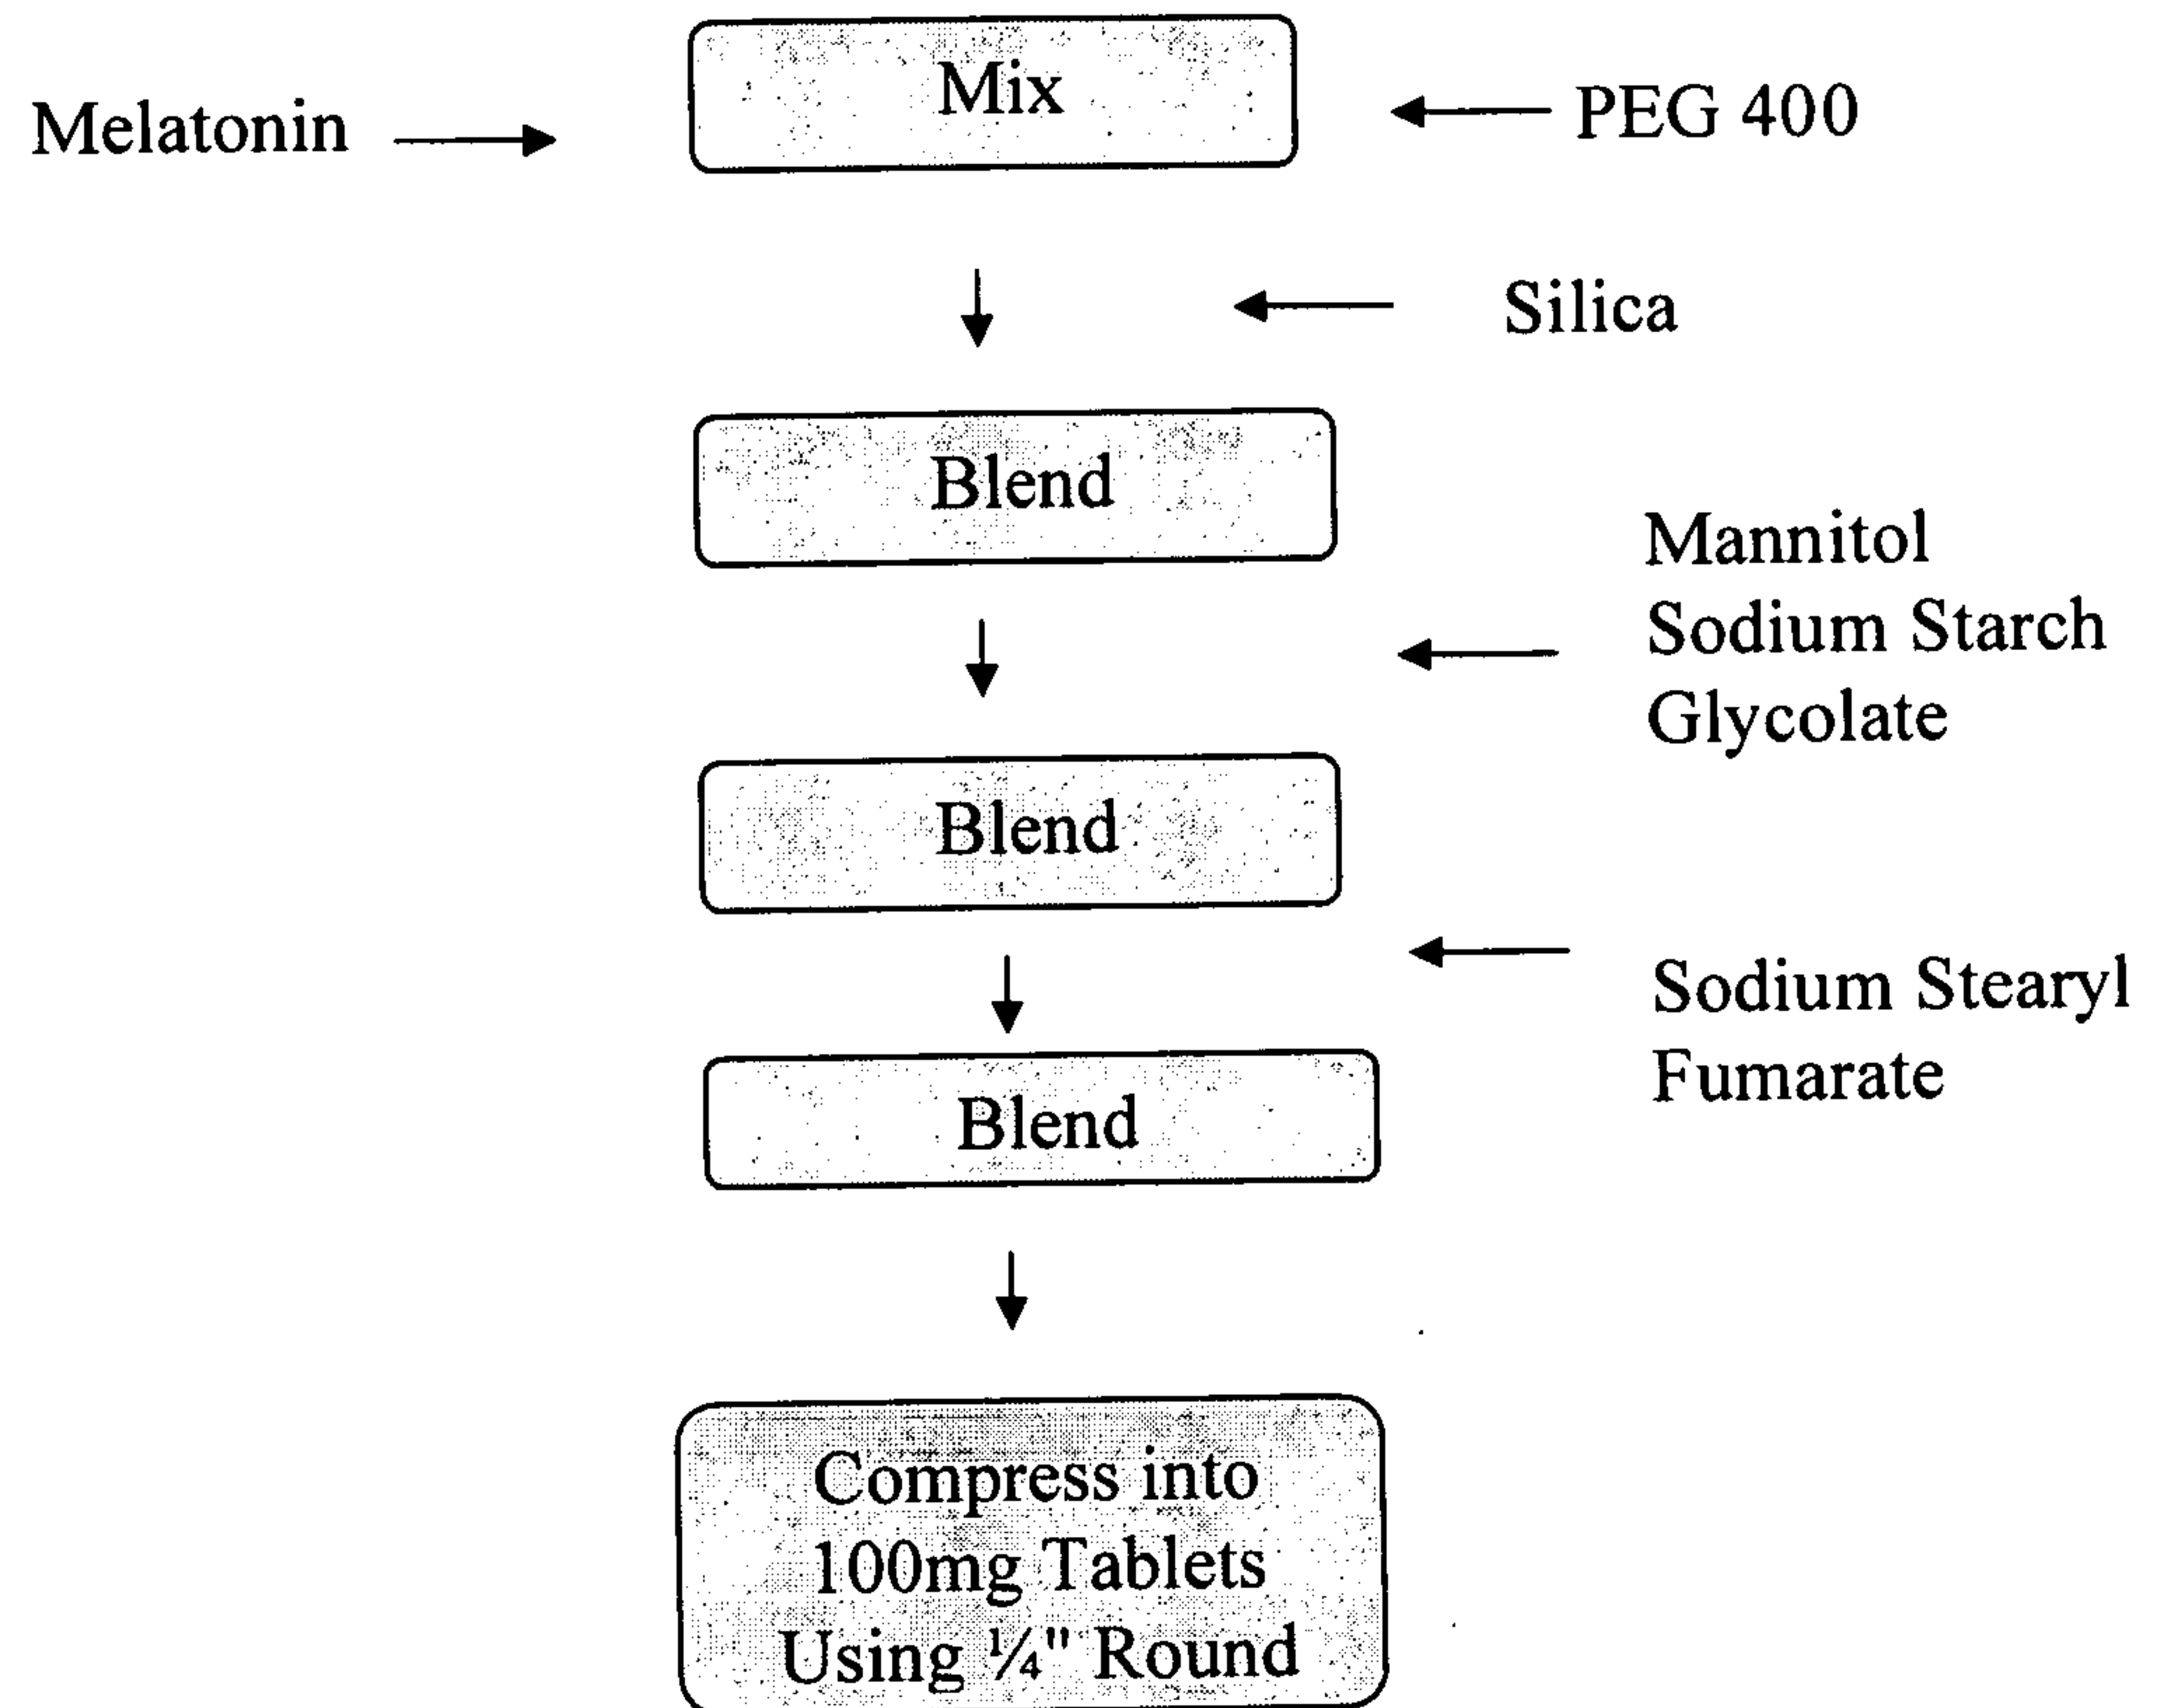 Mix
Melatonin
PEG 400
Silica
Blend
Mannitol
Sodium Starch
Glycolate
Blend
Sodium Stearyl
Fumarate
Blend
Compress into
100mg Tablets
Using ¼" Round